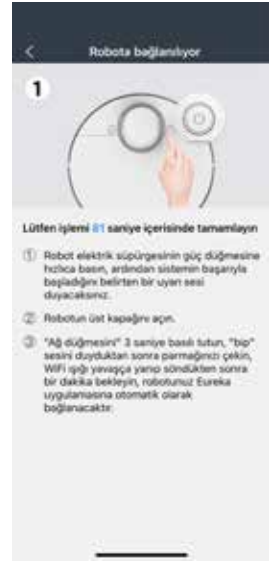 Robota bağlanılıyor
1
Lütfen işlemi 81 saniye içerisinde tamamlayın
① Robot elektrik süpürgesinin güç düğmesine
hızlıca basın, ardından sistemin başarıyla
başladığını belirten bir uyarı sesi
duyacaksınız.
② Robotun üst kapağını açın.
③ "Ağ düğmesini" 3 saniye basılı tutun, "bip"
sesini duyduktan sonra parmağınızı çekin,
WiFi ışığı yavaşça yanıp söndükten sonra
bir dakika bekleyin, robotunuz Eureka
uygulamasına otomatik olarak
bağlanacaktır.